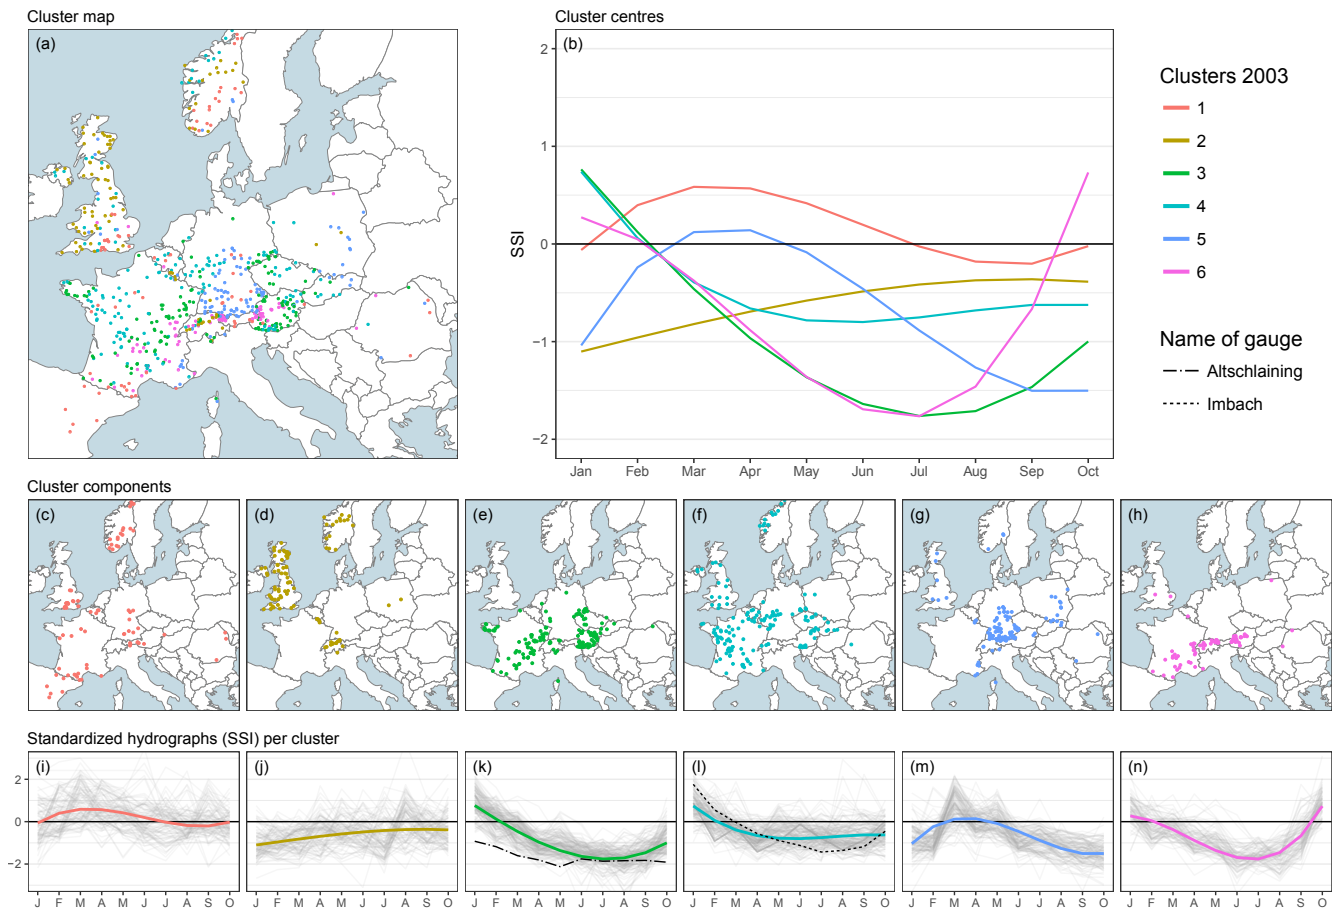 Cluster map
Cluster centres
(a)
(b)
2
1
0
−1
−2
SSI
Jan Feb Mar Apr May Jun Jul Aug Sep Oct
Clusters 2003
1
2
3
4
5
6
Name of gauge
Altschlaining
Imbach
Cluster components
(c) (d) (e) (f) (g) (h)
Standardized hydrographs (SSI) per cluster
(i) (j) (k) (l) (m) (n)
2
0
−2
J F M A M J J A S O J F M A M J J A S O J F M A M J J A S O J F M A M J J A S O J F M A M J J A S O J F M A M J J A S O